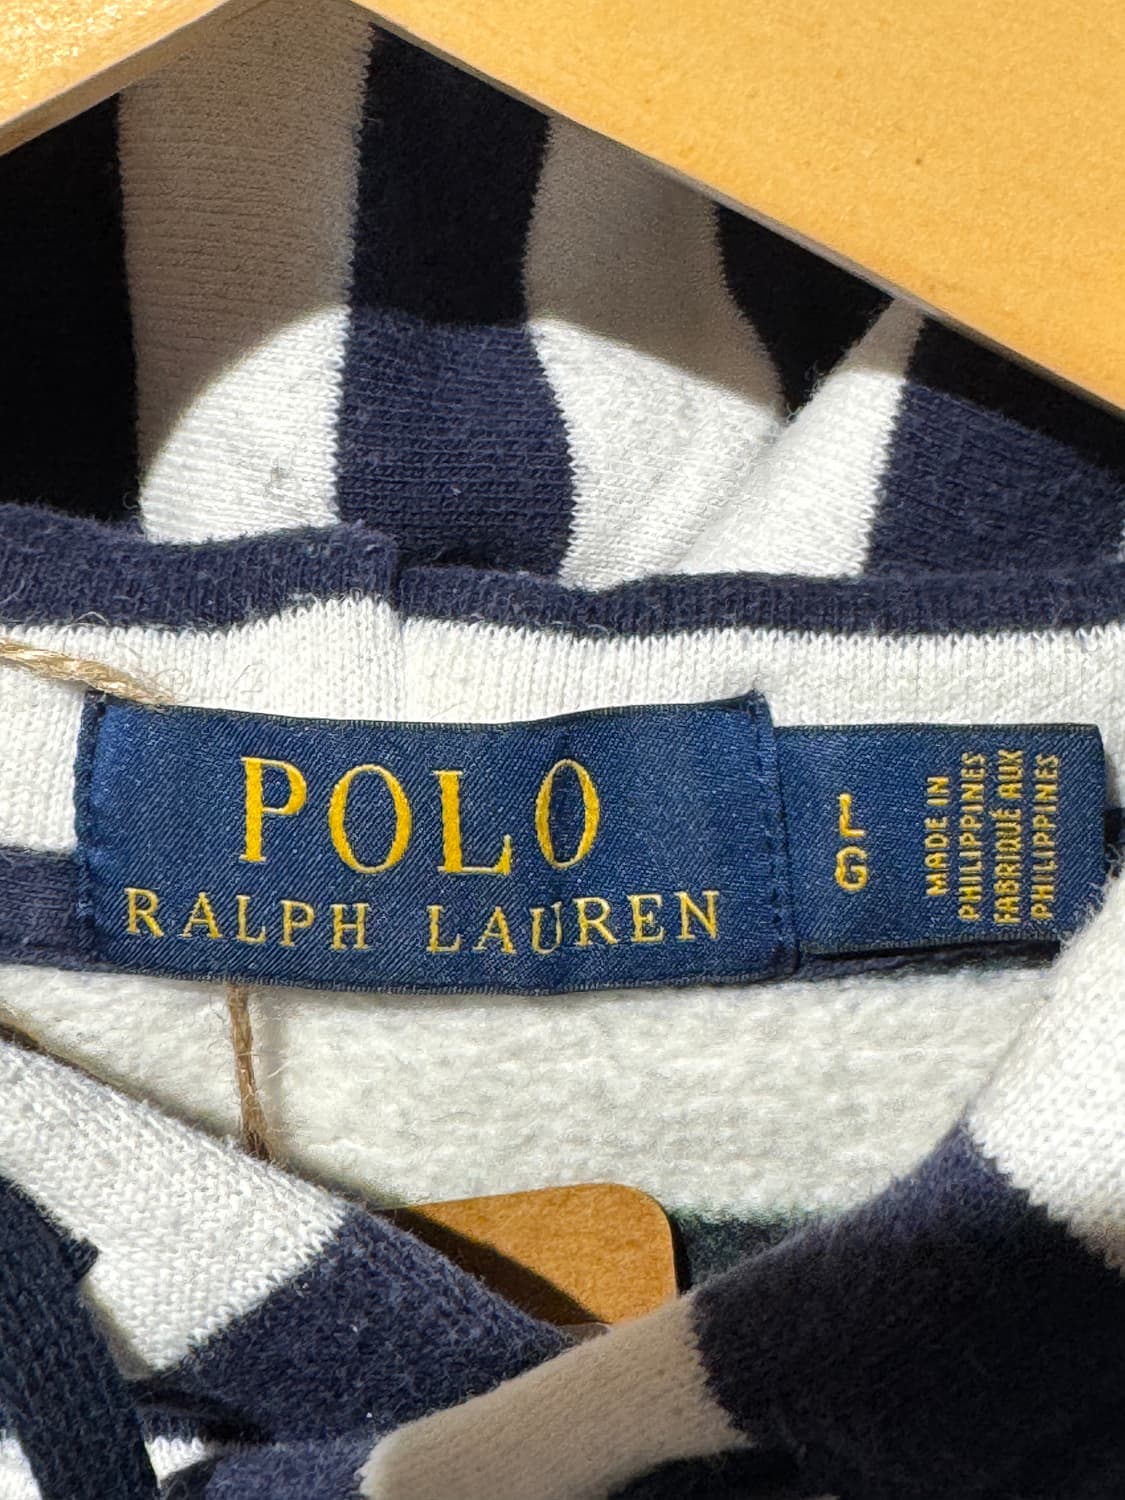 POLO
RALPH LAUREN
L
G
MADE IN
PHILIPPINES
FABRIQUÉ AUX
PHILIPPINES